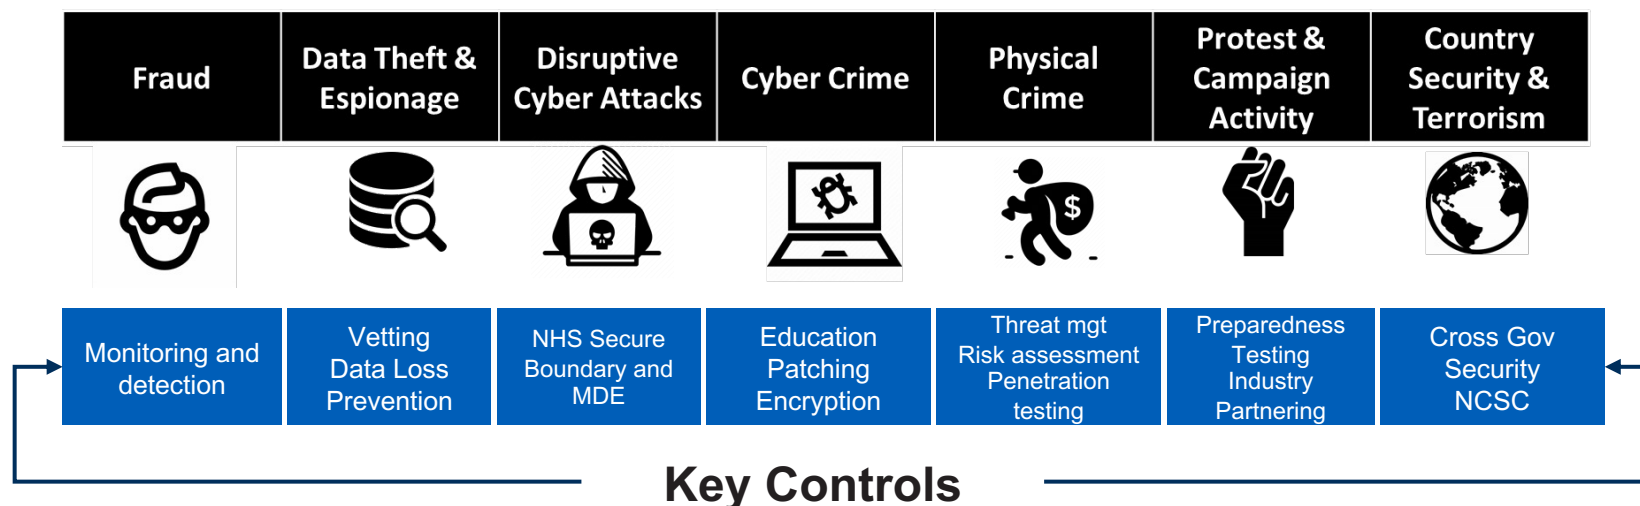 Fraud
Data Theft &
Espionage
Disruptive
Cyber Attacks
Cyber Crime
Physical
Crime
Protest &
Campaign
Activity
Country
Security &
Terrorism
$
Monitoring and
detection
Vetting
Data Loss
Prevention
NHS Secure
Boundary and
MDE
Education
Patching
Encryption
Threat mgt
Risk assessment
Penetration
testing
Preparedness
Testing
Industry
Partnering
Cross Gov
Security
NCSC
Key Controls